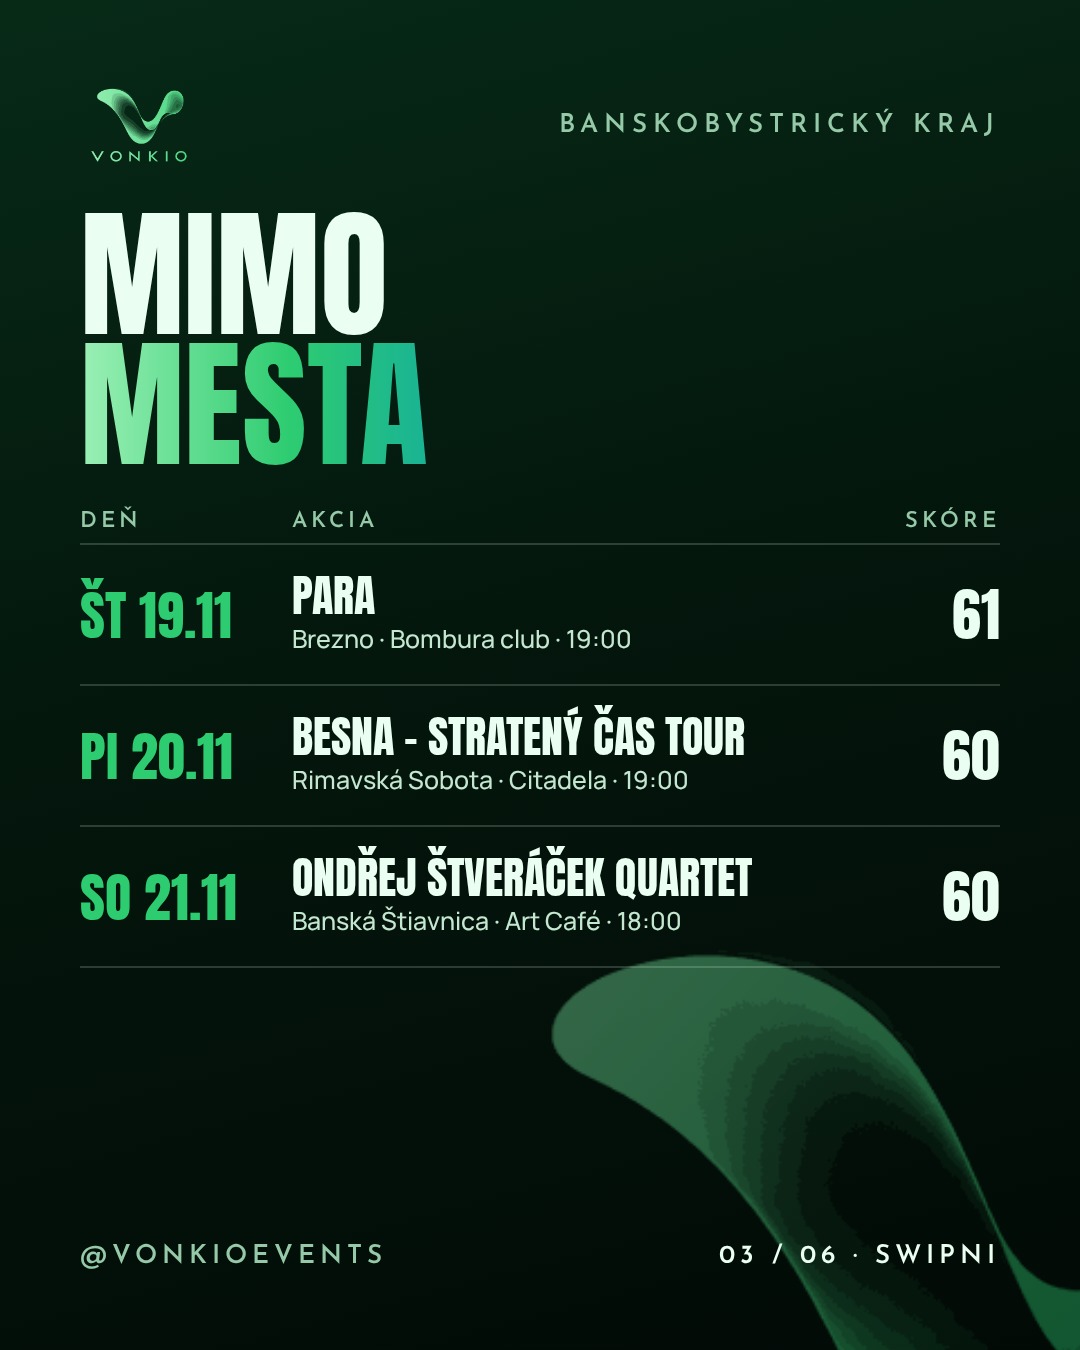 VONKIO
BANSKOBYSTRICKÝ KRAJ
MIMO
MESTA
DEŇ AKCIA SKÓRE
ŠT 19.11 PARA 61
Brezno · Bombura club · 19:00
PI 20.11 BESNA - STRATENÝ ČAS TOUR 60
Rimavská Sobota · Citadela · 19:00
SO 21.11 ONDŘEJ ŠTVERÁČEK QUARTET 60
Banská Štiavnica · Art Café · 18:00
@VONKIOEVENTS 03 / 06 · SWIPNI